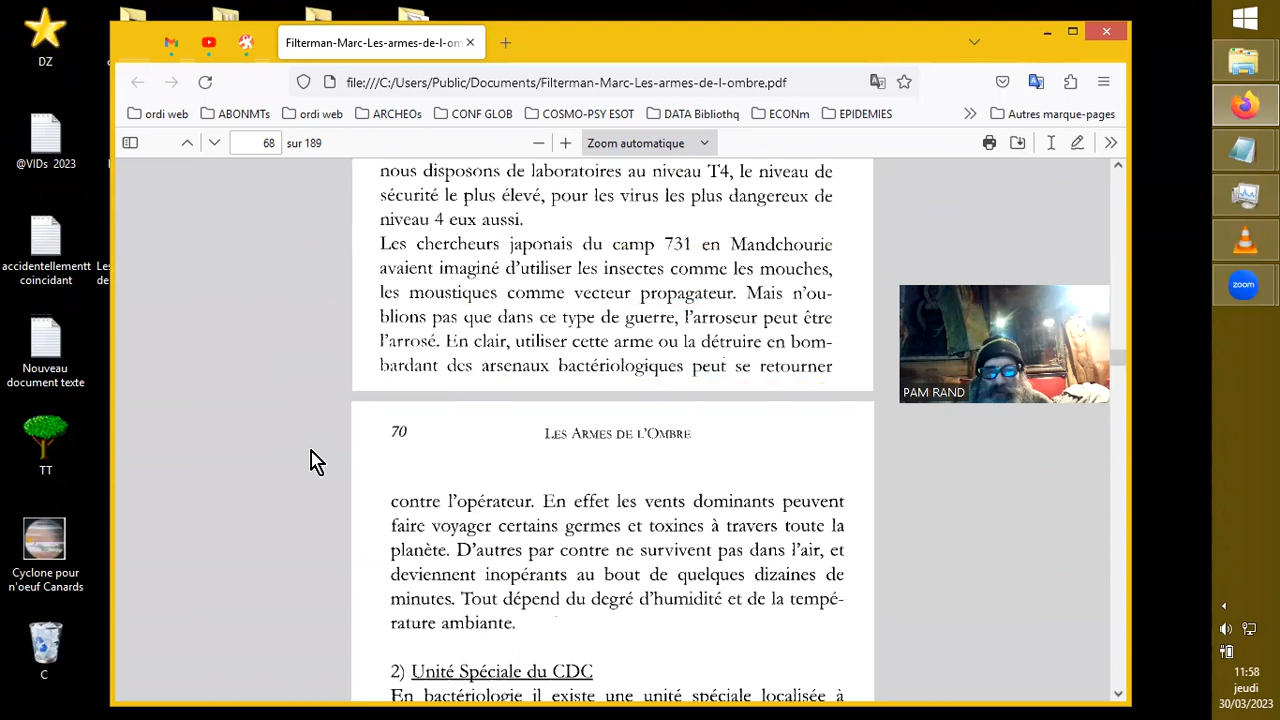 DZ
@VIDs 2023
accidentellementt
coincidant
Les
de
Nouveau
document texte
TT
Cyclone pour
n'oeuf Canards
C
Filterman-Marc-Les-armes-de-l-om
file:///C:/Users/Public/Documents/Filterman-Marc-Les-armes-de-l-ombre.pdf
ordi web
ABONMTs
ordi web
ARCHEOs
CONF GLOB
COSMO-PSY ESOT
DATA Bibliothq
ECONm
EPIDEMIES
Autres marque-pages
68 sur 189
Zoom automatique
nous disposons de laboratoires au niveau T4, le niveau de
sécurité le plus élevé, pour les virus les plus dangereux de
niveau 4 eux aussi.
Les chercheurs japonais du camp 731 en Mandchourie
avaient imaginé d'utiliser les insectes comme les mouches,
les moustiques comme vecteur propagateur. Mais n'ou-
blions pas que dans ce type de guerre, l'arroseur peut être
l'arrosé. En clair, utiliser cette arme ou la détruire en bom-
bardant des arsenaux bactériologiques peut se retourner
70
LES ARMES DE L'OMBRE
contre l'opérateur. En effet les vents dominants peuvent
faire voyager certains germes et toxines à travers toute la
planète. D'autres par contre ne survivent pas dans l'air, et
deviennent inopérants au bout de quelques dizaines de
minutes. Tout dépend du degré d'humidité et de la tempé-
rature ambiante.
2) Unité Spéciale du CDC
En bactériologie il existe une unité spéciale localisée à
PAM RAND
zoom
11:58
jeudi
30/03/2023